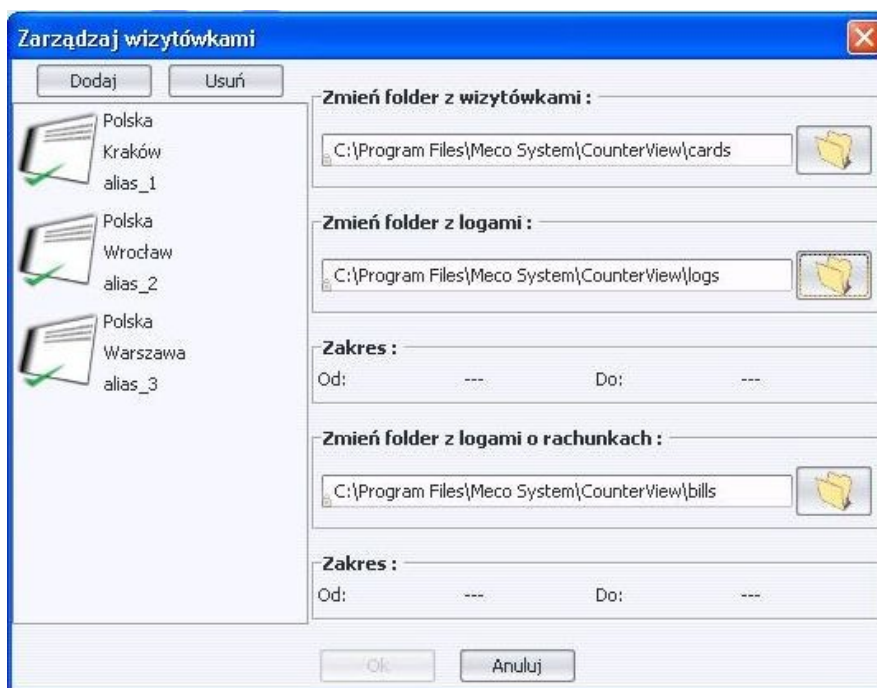 Zarządzaj wizytówkami
Dodaj Usuń
Polska
Kraków
alias_1
Polska
Wrocław
alias_2
Polska
Warszawa
alias_3
Zmień folder z wizytówkami :
C:\Program Files\Meco System\CounterView\cards
Zmień folder z logami :
C:\Program Files\Meco System\CounterView\logs
Zakres :
Od: --- Do: ---
Zmień folder z logami o rachunkach :
C:\Program Files\Meco System\CounterView\bills
Zakres :
Od: --- Do: ---
Ok Anuluj